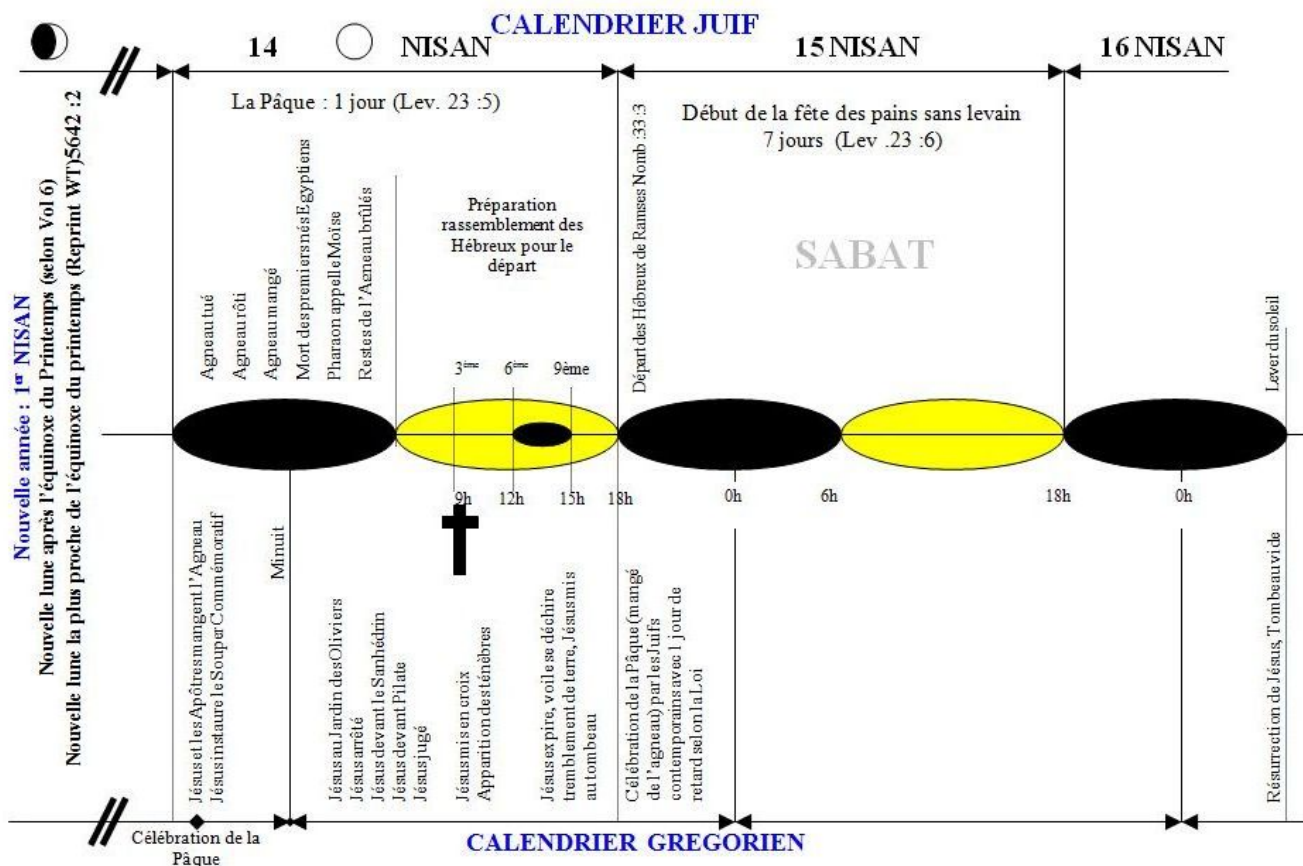 CALENDRIER JUIF
14
NISAN
15 NISAN
16 NISAN
La Pâque : 1 jour (Lev. 23 :5)
Début de la fête des pains sans levain
7 jours (Lev .23 :6)
Nouvelle année : 1er NISAN
Nouvelle lune après l'équinoxe du Printemps (selon Vol 6)
Nouvelle lune la plus proche de l'équinoxe du printemps (Reprint WT)5642 :2
Agneau tué
Agneau rôti
Agneau mangé
Mort des premiers nés Egyptiens
Pharaon appelle Moïse
Restes de l'Agneau brûlés
Préparation
rassemblement des
Hébreux pour le
départ
Départ des Hébreux de Ramses Nomb :33:3
SABAT
Lever du soleil
3ème
6ème
9ème
9h
12h
15h
18h
0h
6h
18h
0h
Jésus et les Apôtres mangent l'Agneau
Jésus instaure le Souper Commémoratif
Minuit
Jésus au Jardin des Oliviers
Jésus arrêté
Jésus devant le Sanhédrin
Jésus devant Pilate
Jésus jugé
Jésus mis en croix
Apparition des ténèbres
Jésus expire, voile se déchire
tremblement de terre, Jésus mis
au tombeau
Célébration de la Pâque (mangé
de l'agneau) par les Juifs
contemporains avec 1 jour de
retard selon la Loi
Résurrection de Jésus, Tombeau vide
Célébration de la
Pâque
CALENDRIER GREGORIEN